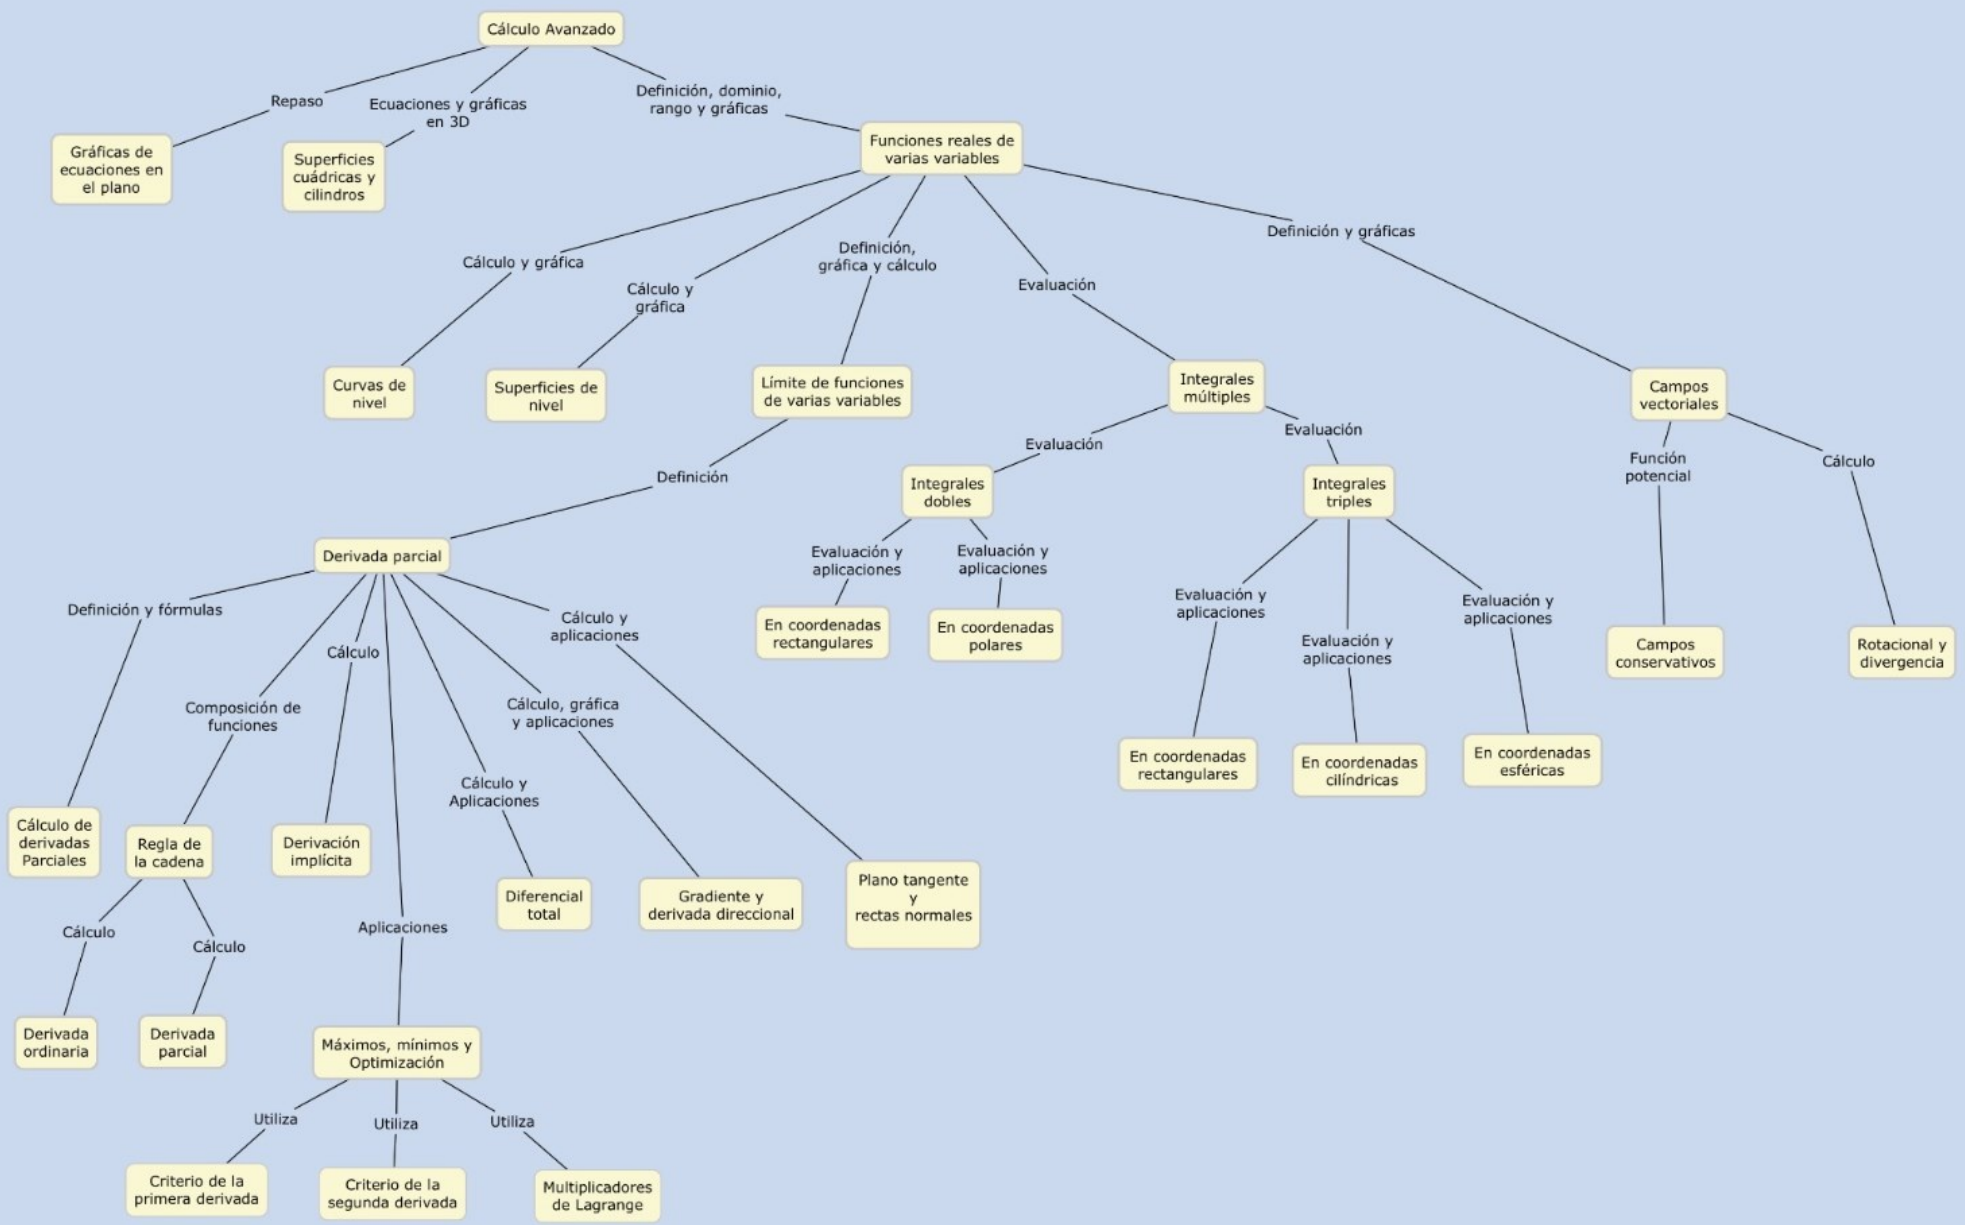 Cálculo Avanzado
Repaso
Ecuaciones y gráficas
en 3D
Definición, dominio,
rango y gráficas
Gráficas de
ecuaciones en
el plano
Superficies
cuádricas y
cilindros
Funciones reales de
varias variables
Cálculo y gráfica
Cálculo y
gráfica
Definición,
gráfica y cálculo
Evaluación
Definición y gráficas
Curvas de
nivel
Superficies de
nivel
Límite de funciones
de varias variables
Integrales
múltiples
Campos
vectoriales
Definición
Evaluación
Evaluación
Función
potencial
Cálculo
Integrales
dobles
Integrales
triples
Derivada parcial
Evaluación y
aplicaciones
Evaluación y
aplicaciones
Evaluación y
aplicaciones
Evaluación y
aplicaciones
Evaluación y
aplicaciones
En coordenadas
rectangulares
En coordenadas
polares
Campos
conservativos
Rotacional y
divergencia
Definición y fórmulas
Composición de
funciones
Cálculo
Aplicaciones
Cálculo y
Aplicaciones
Cálculo, gráfica
y aplicaciones
Cálculo y
aplicaciones
En coordenadas
rectangulares
En coordenadas
cilíndricas
En coordenadas
esféricas
Cálculo de
derivadas
Parciales
Regla de
la cadena
Derivación
implícita
Diferencial
total
Gradiente y
derivada direccional
Plano tangente
y
rectas normales
Cálculo
Cálculo
Derivada
ordinaria
Derivada
parcial
Máximos, mínimos y
Optimización
Utiliza
Utiliza
Utiliza
Criterio de la
primera derivada
Criterio de la
segunda derivada
Multiplicadores
de Lagrange